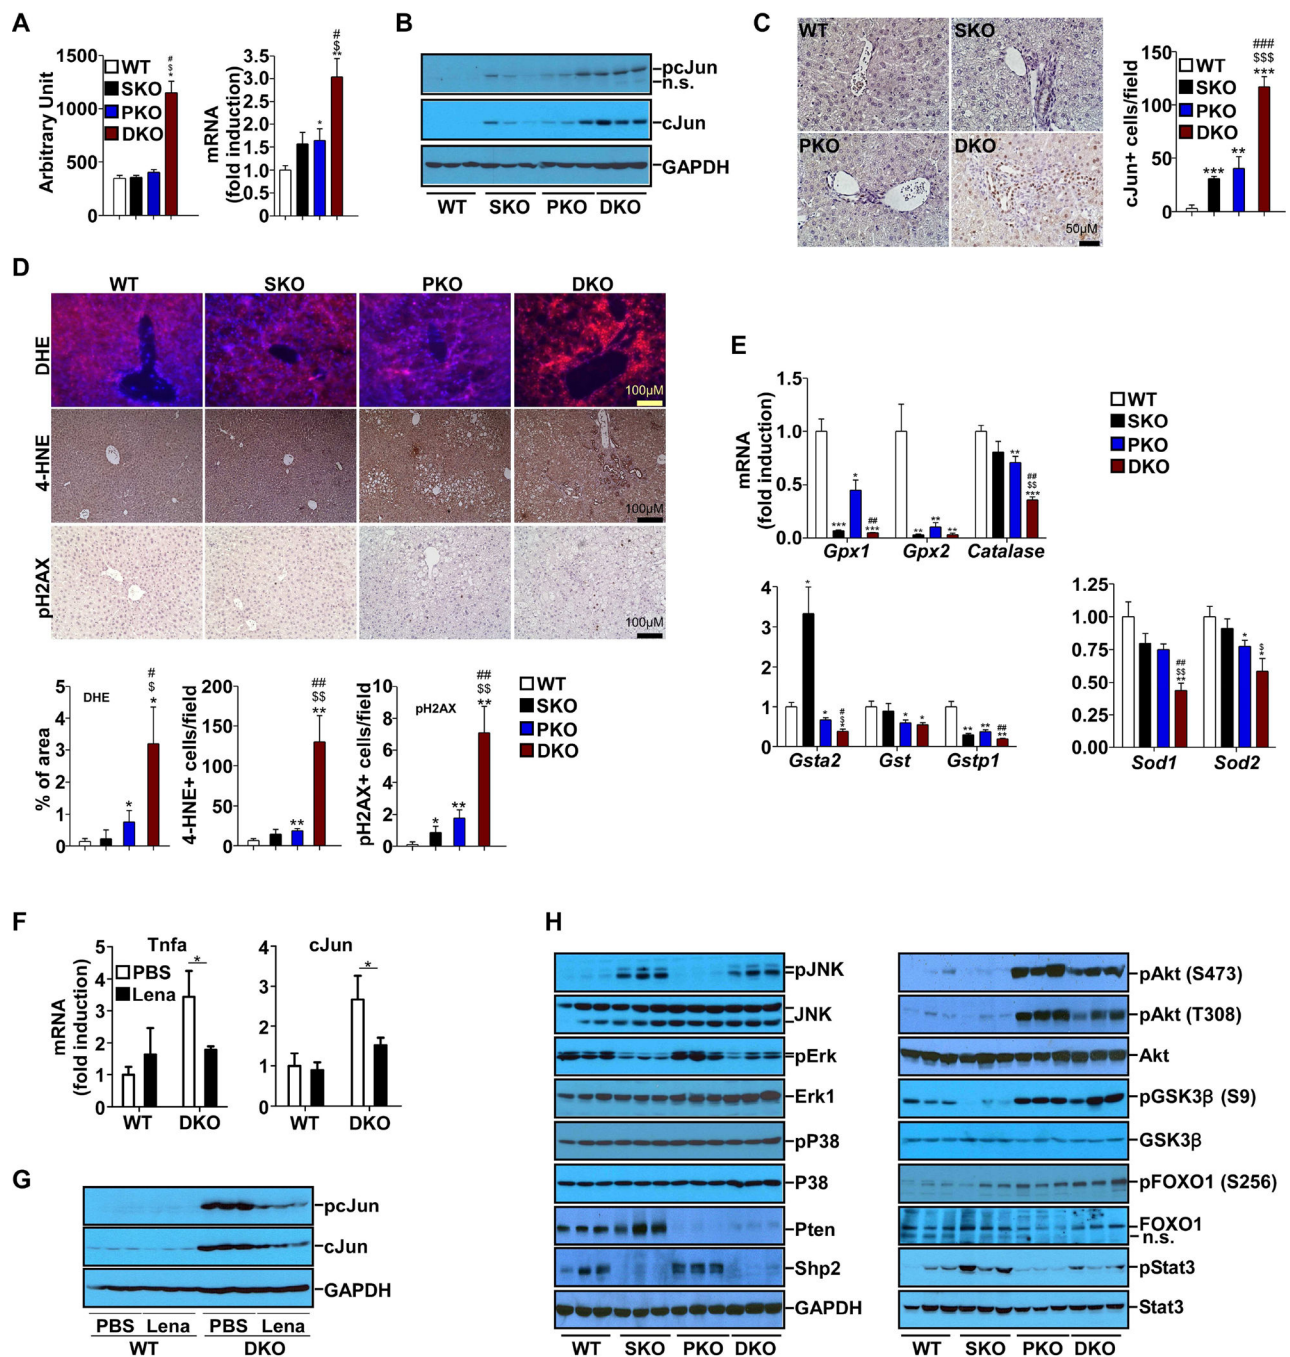 A
1500
1000
500
0
Arbitrary Unit
WT
SKO
PKO
DKO
#
$
*
3.5
3.0
2.5
2.0
1.5
1.0
0.5
0
mRNA
(fold induction)
*
#
$
**
B
pcJun
n.s.
cJun
GAPDH
WT SKO PKO DKO
C
WT SKO
PKO DKO
50µM
150
100
50
0
cJun+ cells/field
WT
SKO
PKO
DKO
***
**
###
$$$
***
D
WT SKO PKO DKO
DHE
100µM
4-HNE
100µM
pH2AX
100µM
5
4
3
2
1
0
% of area
DHE
*
#
$
*
200
150
100
50
0
4-HNE+ cells/field
**
##
$$
**
10
8
6
4
2
0
pH2AX+ cells/field
pH2AX
*
**
##
$$
**
WT
SKO
PKO
DKO
E
1.5
1.0
0.5
0.0
mRNA
(fold induction)
***
*
##
***
**
**
**
**
##
$$
***
Gpx1 Gpx2 Catalase
WT
SKO
PKO
DKO
4
3
2
1
0
*
*
#
$
*
*
*
**
**
##
**
Gsta2 Gst Gstp1
1.25
1.00
0.75
0.50
0.25
0.00
##
$$
**
*
$
*
Sod1 Sod2
F
Tnfa
5
4
3
2
1
0
mRNA
(fold induction)
PBS
Lena
*
WT DKO
cJun
4
3
2
1
0
*
WT DKO
G
pcJun
cJun
GAPDH
PBS Lena PBS Lena
WT DKO
H
pJNK
JNK
pErk
Erk1
pP38
P38
Pten
Shp2
GAPDH
WT SKO PKO DKO
pAkt (S473)
pAkt (T308)
Akt
pGSK3β (S9)
GSK3β
pFOXO1 (S256)
FOXO1
n.s.
pStat3
Stat3
WT SKO PKO DKO